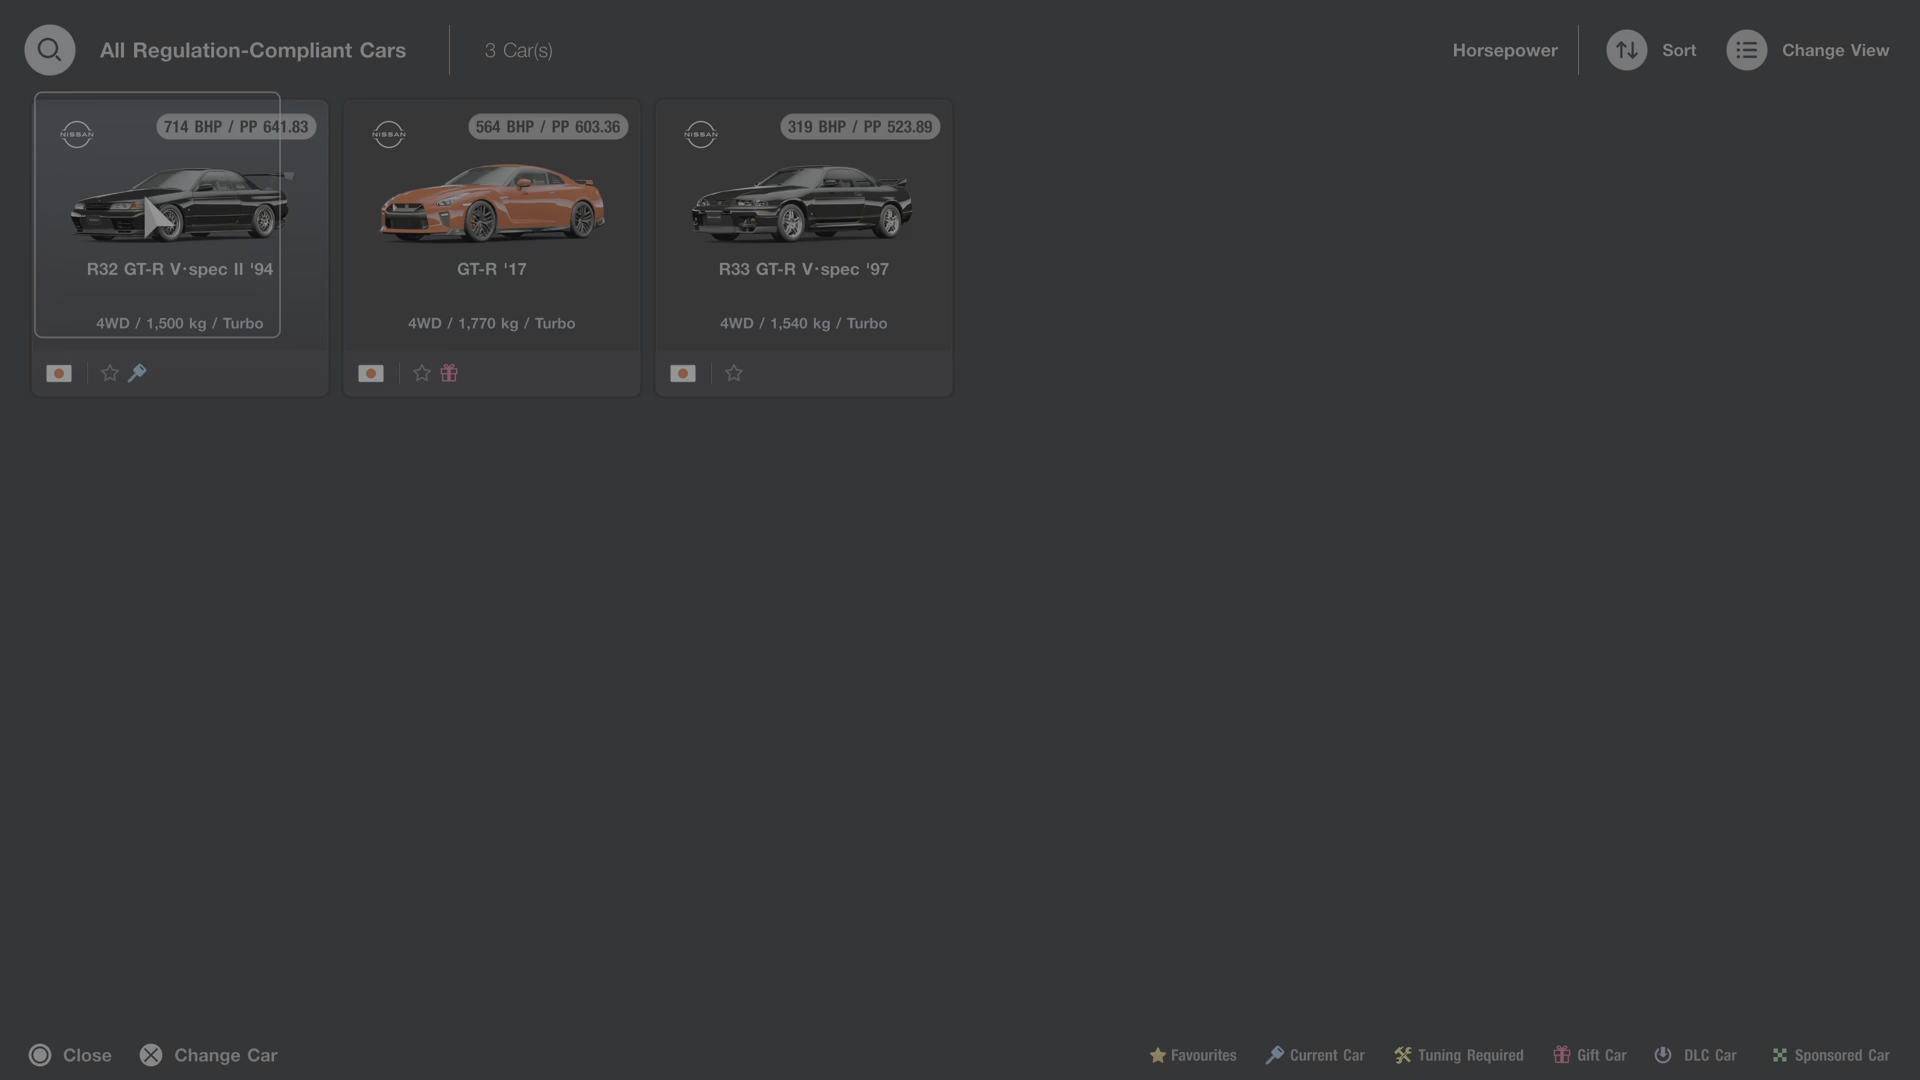 All Regulation-Compliant Cars
3 Car(s)
Horsepower
Sort
Change View
NISSAN
714 BHP / PP 641.83
R32 GT-R V·spec II '94
4WD / 1,500 kg / Turbo
NISSAN
564 BHP / PP 603.36
GT-R '17
4WD / 1,770 kg / Turbo
NISSAN
319 BHP / PP 523.89
R33 GT-R V·spec '97
4WD / 1,540 kg / Turbo
Close
Change Car
Favourites
Current Car
Tuning Required
Gift Car
DLC Car
Sponsored Car